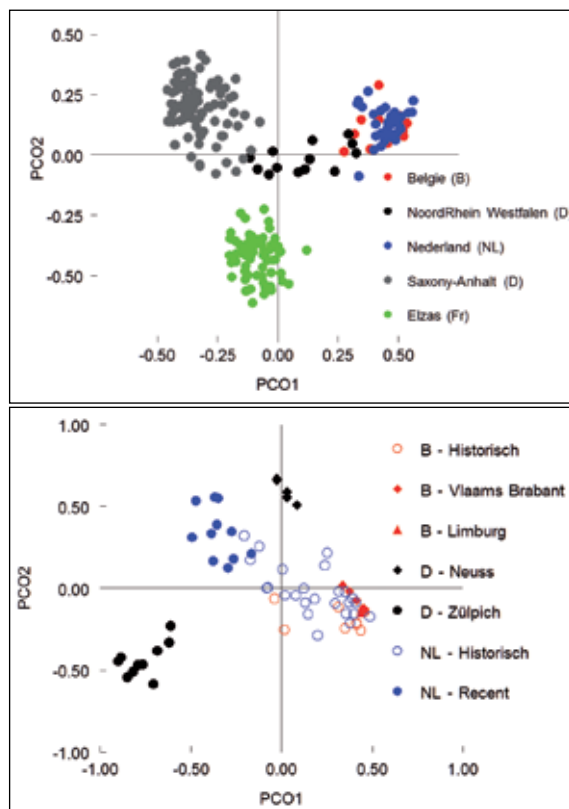 0.50
0.25
0.00
-0.25
-0.50
PCO2
-0.50
-0.25
0.00
0.25
0.50
PCO1
Belgie (B)
NoordRhein Westfalen (D)
Nederland (NL)
Saxony-Anhalt (D)
Elzas (Fr)
1.00
0.50
0.00
-0.50
-1.00
PCO2
-1.00
-0.50
0.00
0.50
1.00
PCO1
B - Historisch
B - Vlaams Brabant
B - Limburg
D - Neuss
D - Zülpich
NL - Historisch
NL - Recent